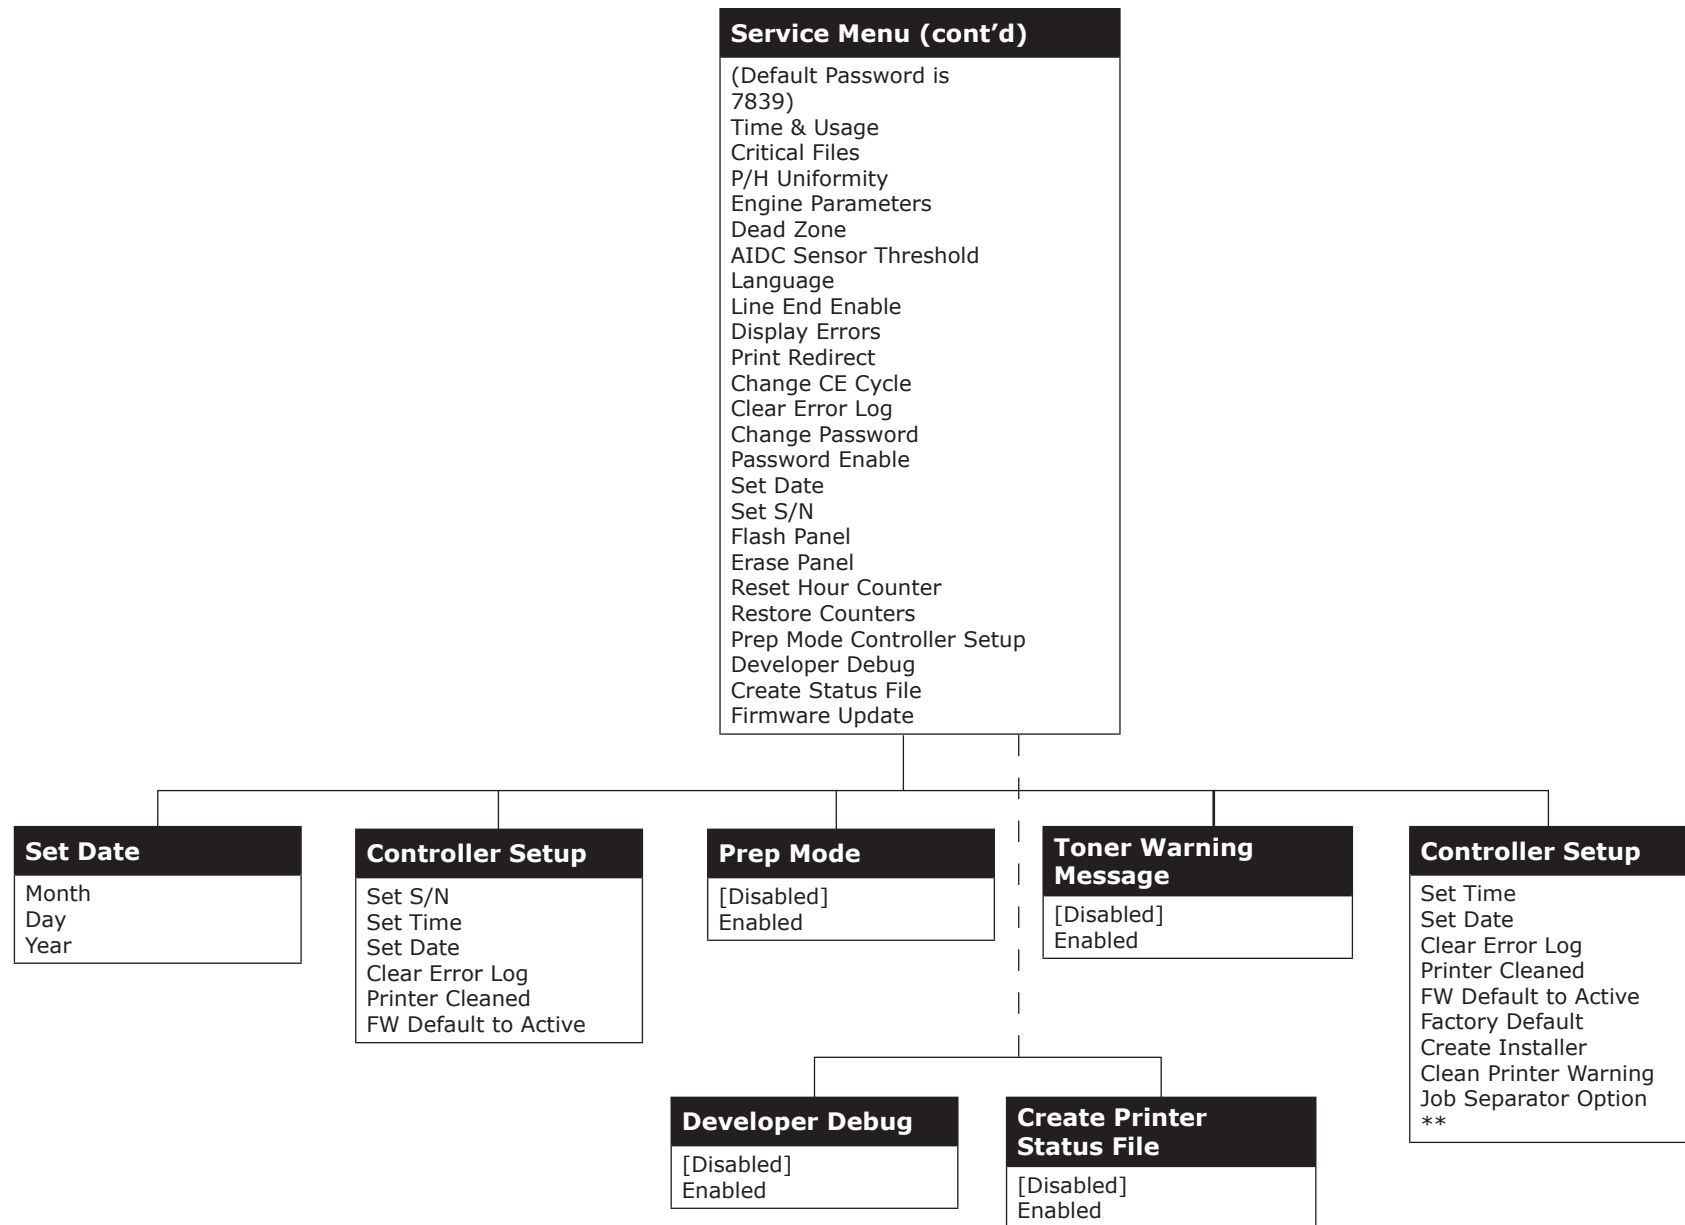 Service Menu (cont’d)
(Default Password is
7839)
Time & Usage
Critical Files
P/H Uniformity
Engine Parameters
Dead Zone
AIDC Sensor Threshold
Language
Line End Enable
Display Errors
Print Redirect
Change CE Cycle
Clear Error Log
Change Password
Password Enable
Set Date
Set S/N
Flash Panel
Erase Panel
Reset Hour Counter
Restore Counters
Prep Mode Controller Setup
Developer Debug
Create Status File
Firmware Update
Set Date
Month
Day
Year
Controller Setup
Set S/N
Set Time
Set Date
Clear Error Log
Printer Cleaned
FW Default to Active
Prep Mode
[Disabled]
Enabled
Toner Warning
Message
[Disabled]
Enabled
Controller Setup
Set Time
Set Date
Clear Error Log
Printer Cleaned
FW Default to Active
Factory Default
Create Installer
Clean Printer Warning
Job Separator Option
**
Developer Debug
[Disabled]
Enabled
Create Printer
Status File
[Disabled]
Enabled